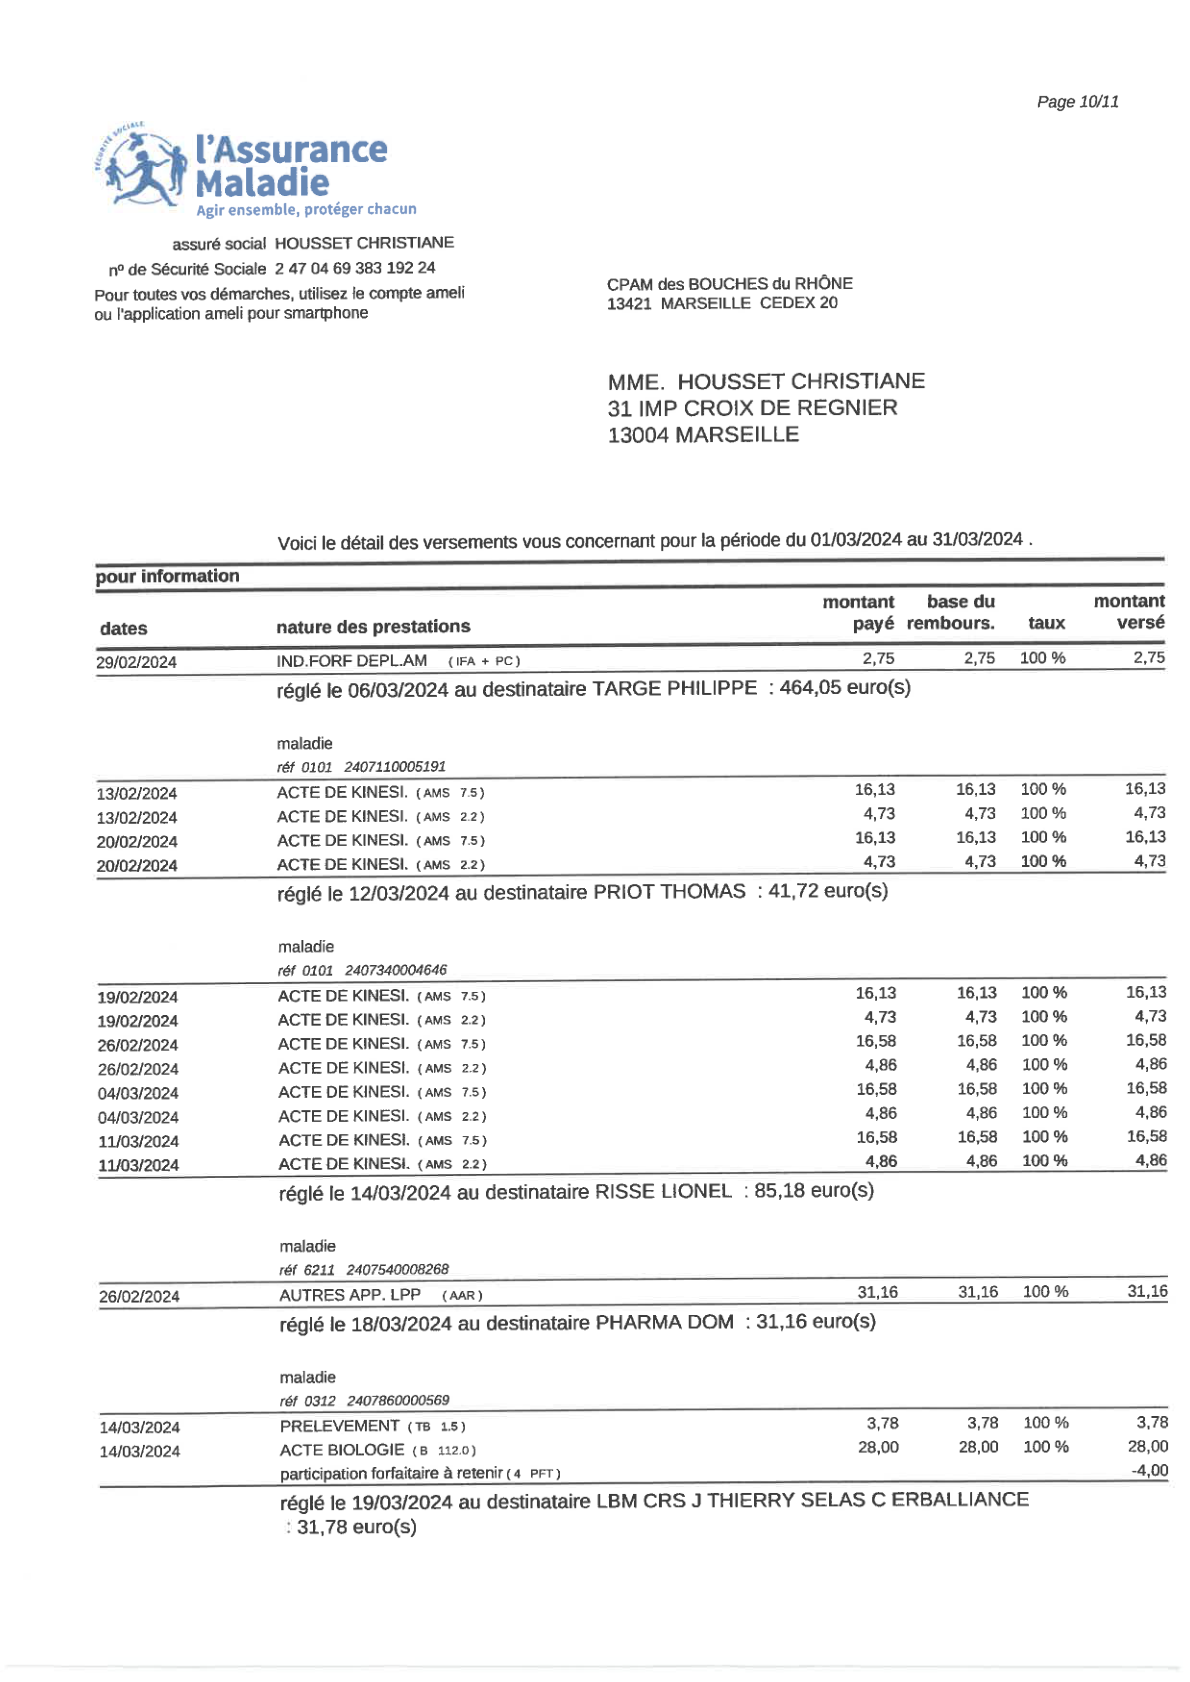 Page 10/11
SÉCURITÉ SOCIALE
l'Assurance
Maladie
Agir ensemble, protéger chacun
assuré social HOUSSET CHRISTIANE
nº de Sécurité Sociale 2 47 04 69 383 192 24
Pour toutes vos démarches, utilisez le compte ameli
ou l'application ameli pour smartphone
CPAM des BOUCHES du RHÔNE
13421 MARSEILLE CEDEX 20
MME. HOUSSET CHRISTIANE
31 IMP CROIX DE REGNIER
13004 MARSEILLE
Voici le détail des versements vous concernant pour la période du 01/03/2024 au 31/03/2024 .
pour information
dates nature des prestations montant payé base du rembours. taux montant versé
29/02/2024 IND.FORF DEPL.AM ( IFA + PC ) 2,75 2,75 100 % 2,75
réglé le 06/03/2024 au destinataire TARGE PHILIPPE : 464,05 euro(s)
maladie
réf 0101 2407110005191
13/02/2024 ACTE DE KINESI. ( AMS 7.5 ) 16,13 16,13 100 % 16,13
13/02/2024 ACTE DE KINESI. ( AMS 2.2 ) 4,73 4,73 100 % 4,73
20/02/2024 ACTE DE KINESI. ( AMS 7.5 ) 16,13 16,13 100 % 16,13
20/02/2024 ACTE DE KINESI. ( AMS 2.2 ) 4,73 4,73 100 % 4,73
réglé le 12/03/2024 au destinataire PRIOT THOMAS : 41,72 euro(s)
maladie
réf 0101 2407340004646
19/02/2024 ACTE DE KINESI. ( AMS 7.5 ) 16,13 16,13 100 % 16,13
19/02/2024 ACTE DE KINESI. ( AMS 2.2 ) 4,73 4,73 100 % 4,73
26/02/2024 ACTE DE KINESI. ( AMS 7.5 ) 16,58 16,58 100 % 16,58
26/02/2024 ACTE DE KINESI. ( AMS 2.2 ) 4,86 4,86 100 % 4,86
04/03/2024 ACTE DE KINESI. ( AMS 7.5 ) 16,58 16,58 100 % 16,58
04/03/2024 ACTE DE KINESI. ( AMS 2.2 ) 4,86 4,86 100 % 4,86
11/03/2024 ACTE DE KINESI. ( AMS 7.5 ) 16,58 16,58 100 % 16,58
11/03/2024 ACTE DE KINESI. ( AMS 2.2 ) 4,86 4,86 100 % 4,86
réglé le 14/03/2024 au destinataire RISSE LIONEL : 85,18 euro(s)
maladie
réf 6211 2407540008268
26/02/2024 AUTRES APP. LPP ( AAR ) 31,16 31,16 100 % 31,16
réglé le 18/03/2024 au destinataire PHARMA DOM : 31,16 euro(s)
maladie
réf 0312 2407860000569
14/03/2024 PRELEVEMENT ( TB 1.5 ) 3,78 3,78 100 % 3,78
14/03/2024 ACTE BIOLOGIE ( B 112.0 ) 28,00 28,00 100 % 28,00
participation forfaitaire à retenir ( 4 PFT ) -4,00
réglé le 19/03/2024 au destinataire LBM CRS J THIERRY SELAS C ERBALLIANCE
: 31,78 euro(s)